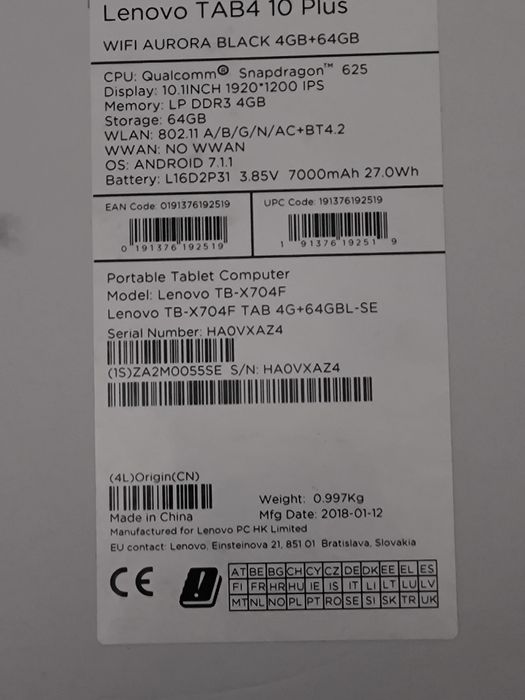 Lenovo TAB4 10 Plus
WIFI AURORA BLACK 4GB+64GB
CPU: Qualcomm® Snapdragon™ 625
Display: 10.1INCH 1920*1200 IPS
Memory: LP DDR3 4GB
Storage: 64GB
WLAN: 802.11 A/B/G/N/AC+BT4.2
WWAN: NO WWAN
OS: ANDROID 7.1.1
Battery: L16D2P31 3.85V 7000mAh 27.0Wh
EAN Code: 0191376192519 UPC Code: 191376192519
0 191376 192519 1 91376 19251 9
Portable Tablet Computer
Model: Lenovo TB-X704F
Lenovo TB-X704F TAB 4G+64GBL-SE
Serial Number: HA0VXAZ4
(1S)ZA2M0055SE S/N: HA0VXAZ4
(4L)Origin(CN)
Made in China
Weight: 0.997Kg
Mfg Date: 2018-01-12
Manufactured for Lenovo PC HK Limited
EU contact: Lenovo, Einsteinova 21, 851 01 Bratislava, Slovakia
CE !
AT BE BG CH CY CZ DE DK EE EL ES
FI FR HR HU IE IS IT LI LT LU LV
MT NL NO PL PT RO SE SI SK TR UK